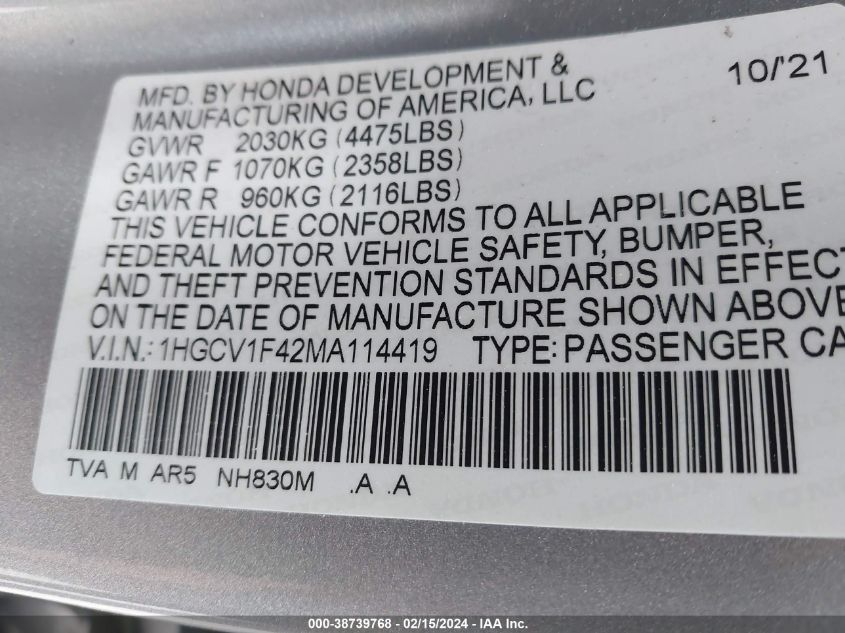 10/'21
MFD. BY HONDA DEVELOPMENT &
MANUFACTURING OF AMERICA, LLC
GVWR 2030KG (4475LBS)
GAWR F 1070KG (2358LBS)
GAWR R 960KG (2116LBS)
THIS VEHICLE CONFORMS TO ALL APPLICABLE
FEDERAL MOTOR VEHICLE SAFETY, BUMPER,
AND THEFT PREVENTION STANDARDS IN EFFECT
ON THE DATE OF MANUFACTURE SHOWN ABOVE
V.I.N.: 1HGCV1F42MA114419 TYPE: PASSENGER CA
TVA M AR5 NH830M .A .A
000-38739768 - 02/15/2024 - IAA Inc.